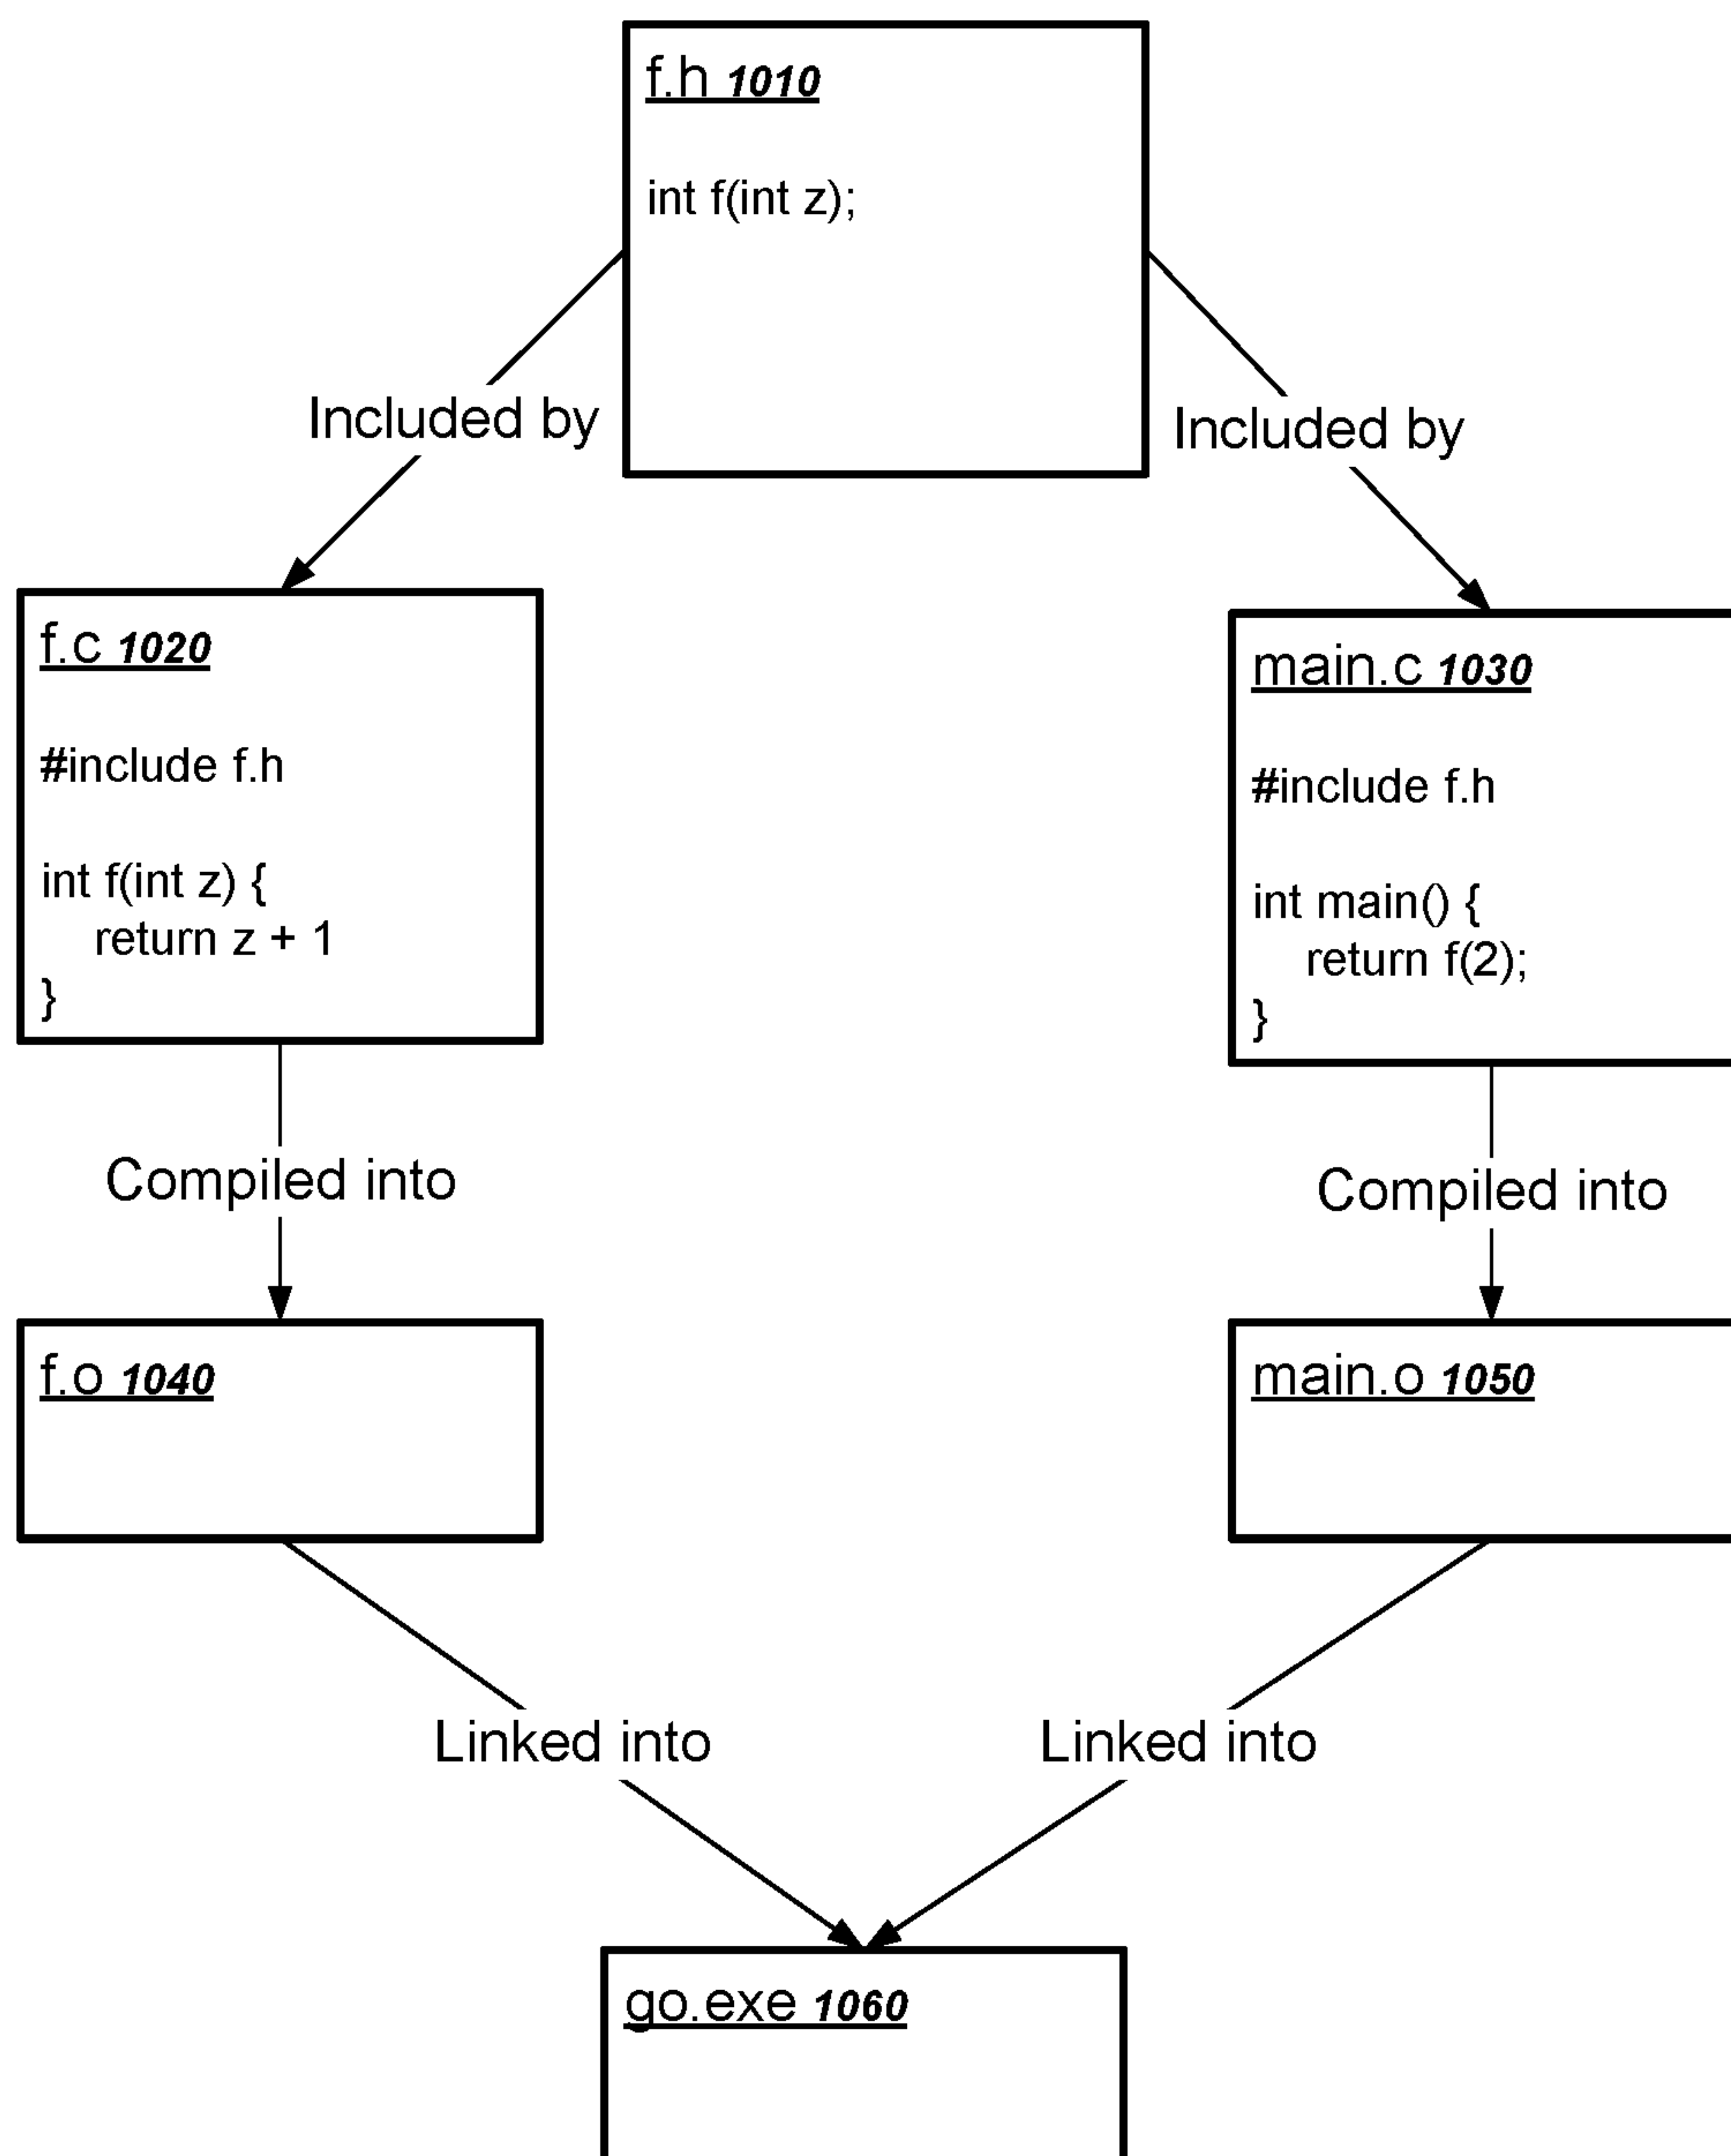 f.h 1010
int f(int z);
Included by
Included by
f.c 1020
#include f.h
int f(int z) {
return z + 1
}
main.c 1030
#include f.h
int main() {
return f(2);
}
Compiled into
Compiled into
f.o 1040
main.o 1050
Linked into
Linked into
go.exe 1060